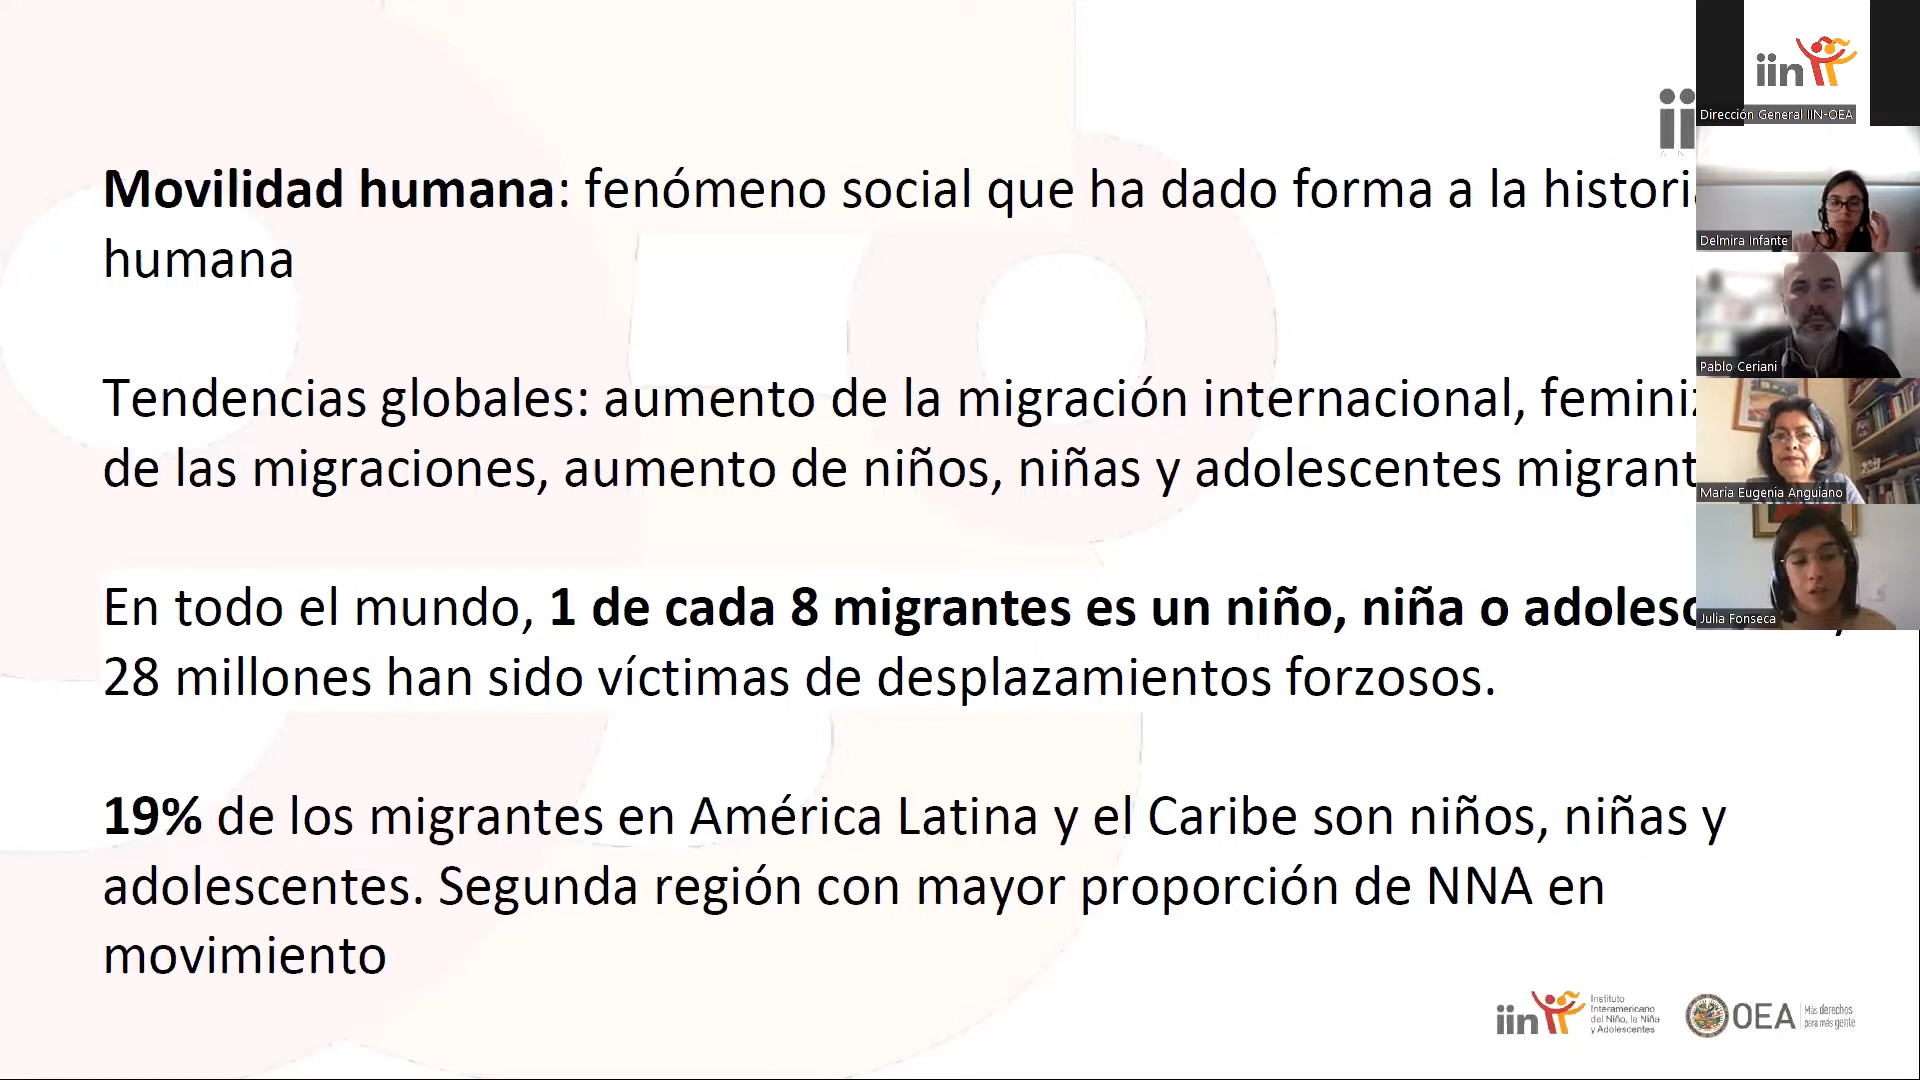 Movilidad humana: fenómeno social que ha dado forma a la
humana
Tendencias globales: aumento de la migración internacional,
de las migraciones, aumento de niños, niñas y adolescentes
En todo el mundo, 1 de cada 8 migrantes es un niño, niña o
28 millones han sido víctimas de desplazamientos forzosos.
19% de los migrantes en América Latina y el Caribe son niños, niñas y
adolescentes. Segunda región con mayor proporción de NNA en
movimiento
iin
Dirección General IIN-OEA
Delmira Infante
Pablo Ceriani
Maria Eugenia Anguiano
Julia Fonseca
iin
Instituto
Interamericano
del Niño, la Niña
y Adolescentes
OEA
Más derechos
para más gente